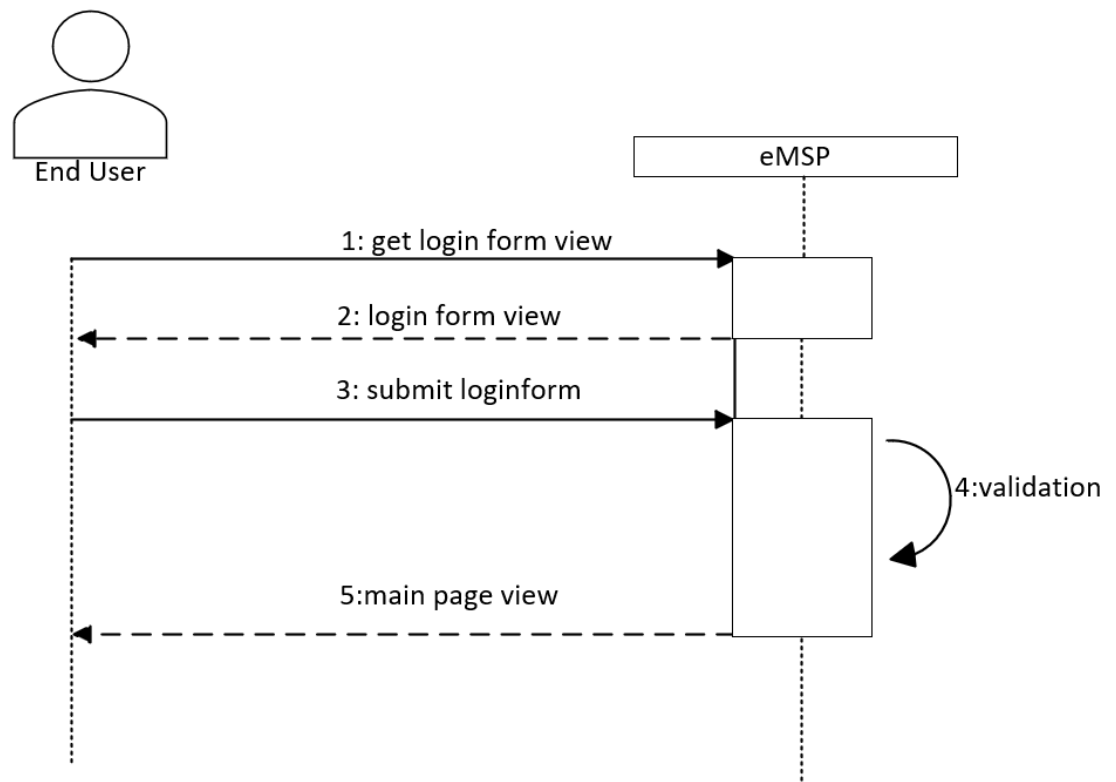 End User
eMSP
1: get login form view
2: login form view
3: submit loginform
4:validation
5:main page view